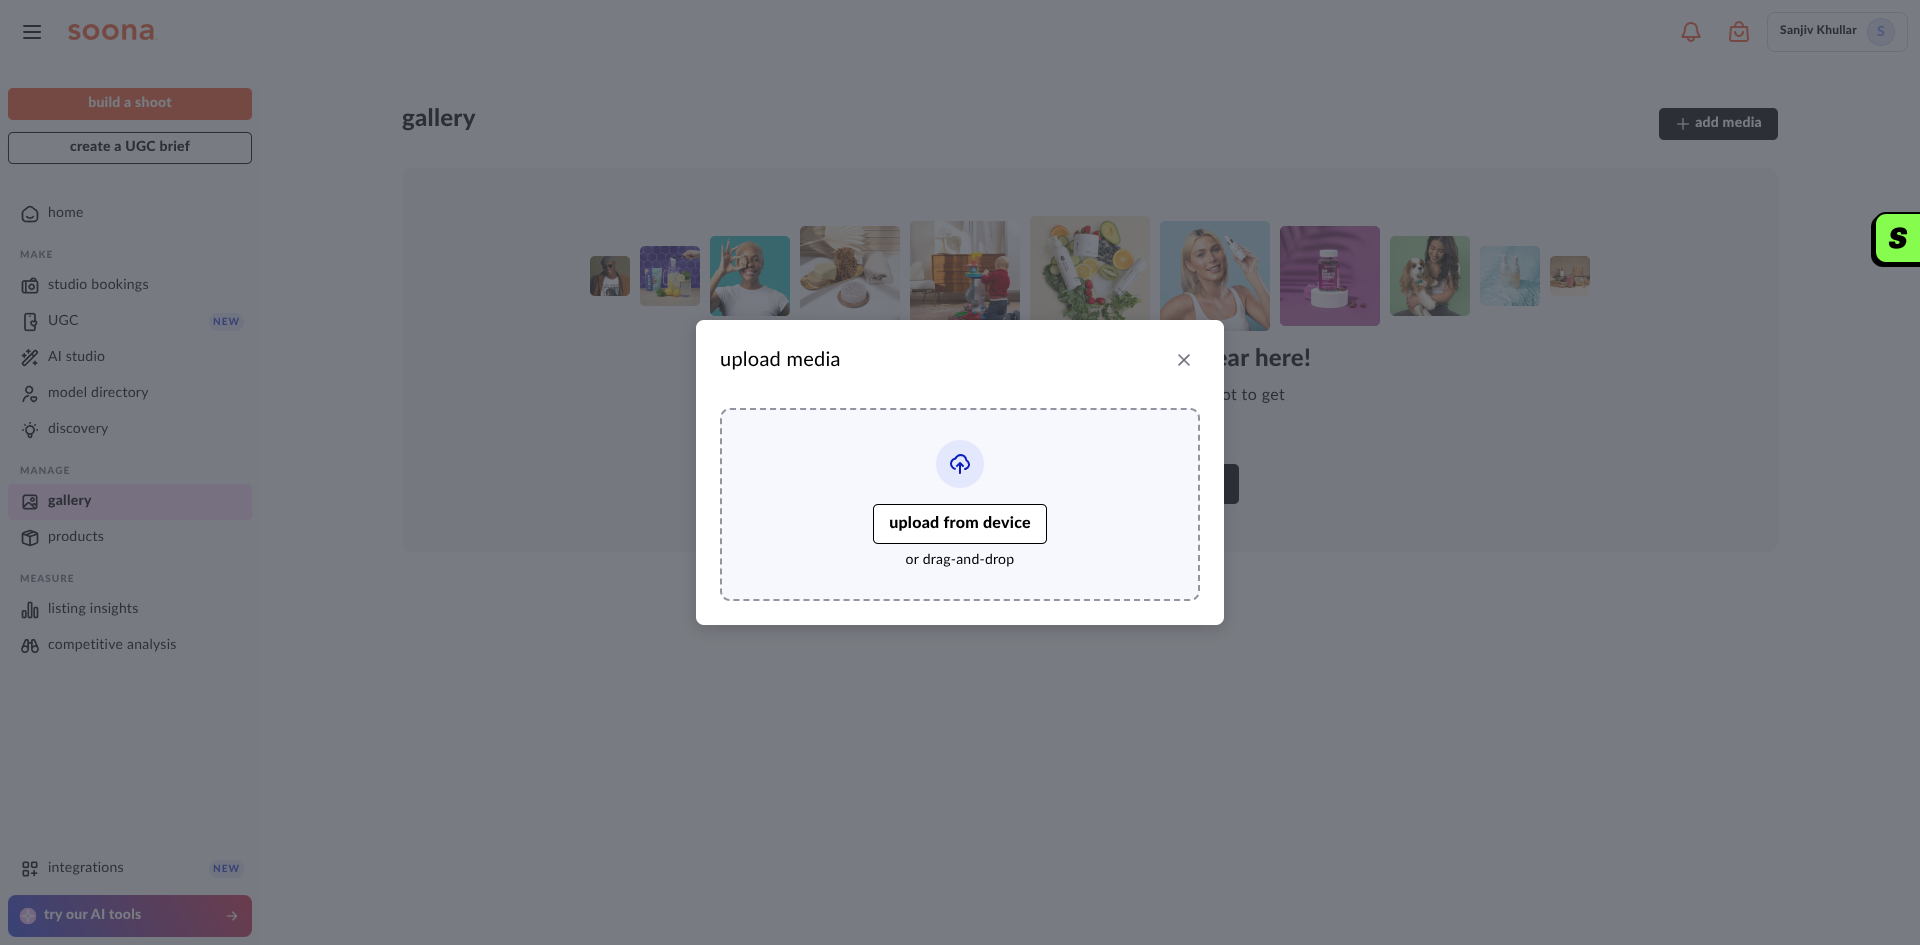 soona
Sanjiv Khullar
S
build a shoot
create a UGC brief
home
MAKE
studio bookings
UGC
NEW
AI studio
model directory
discovery
MANAGE
gallery
products
MEASURE
listing insights
competitive analysis
integrations
NEW
try our AI tools
gallery
add media
ear here!
ot to get
upload media
upload from device
or drag-and-drop
S